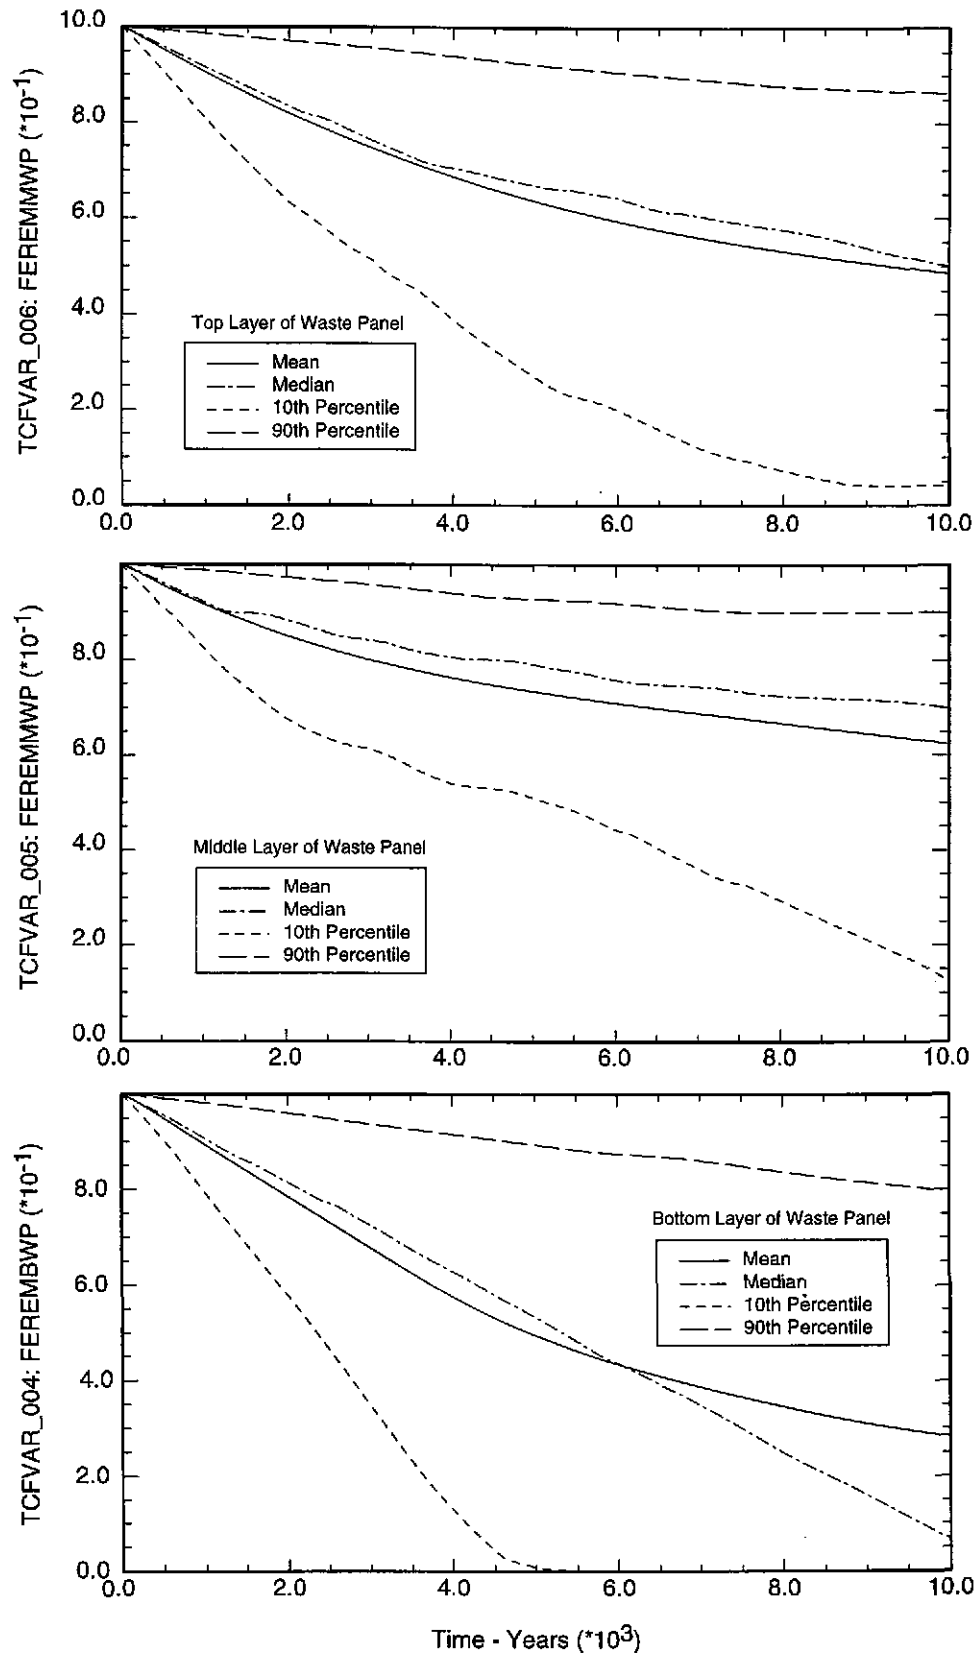 10.0
8.0
6.0
4.0
2.0
0.0
TCFVAR_006: FEREMMWP (*10-1)
Top Layer of Waste Panel
Mean
Median
10th Percentile
90th Percentile
0.0 2.0 4.0 6.0 8.0 10.0
8.0
6.0
4.0
2.0
0.0
TCFVAR_005: FEREMMWP (*10-1)
Middle Layer of Waste Panel
Mean
Median
10th Percentile
90th Percentile
0.0 2.0 4.0 6.0 8.0 10.0
8.0
6.0
4.0
2.0
0.0
TCFVAR_004: FEREMBWP (*10-1)
Bottom Layer of Waste Panel
Mean
Median
10th Percentile
90th Percentile
0.0 2.0 4.0 6.0 8.0 10.0
Time - Years (*103)